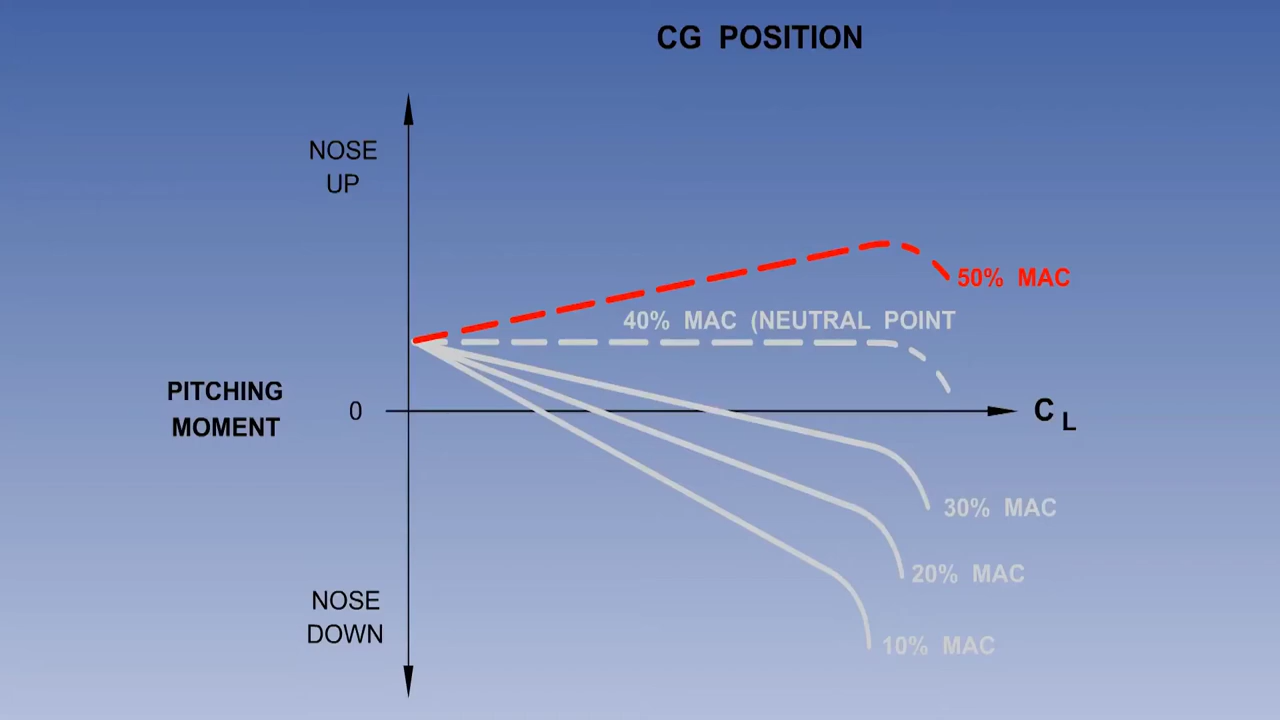 CG POSITION
NOSE
UP
50% MAC
40% MAC (NEUTRAL POINT
PITCHING
MOMENT
0
C L
30% MAC
20% MAC
NOSE
DOWN
10% MAC